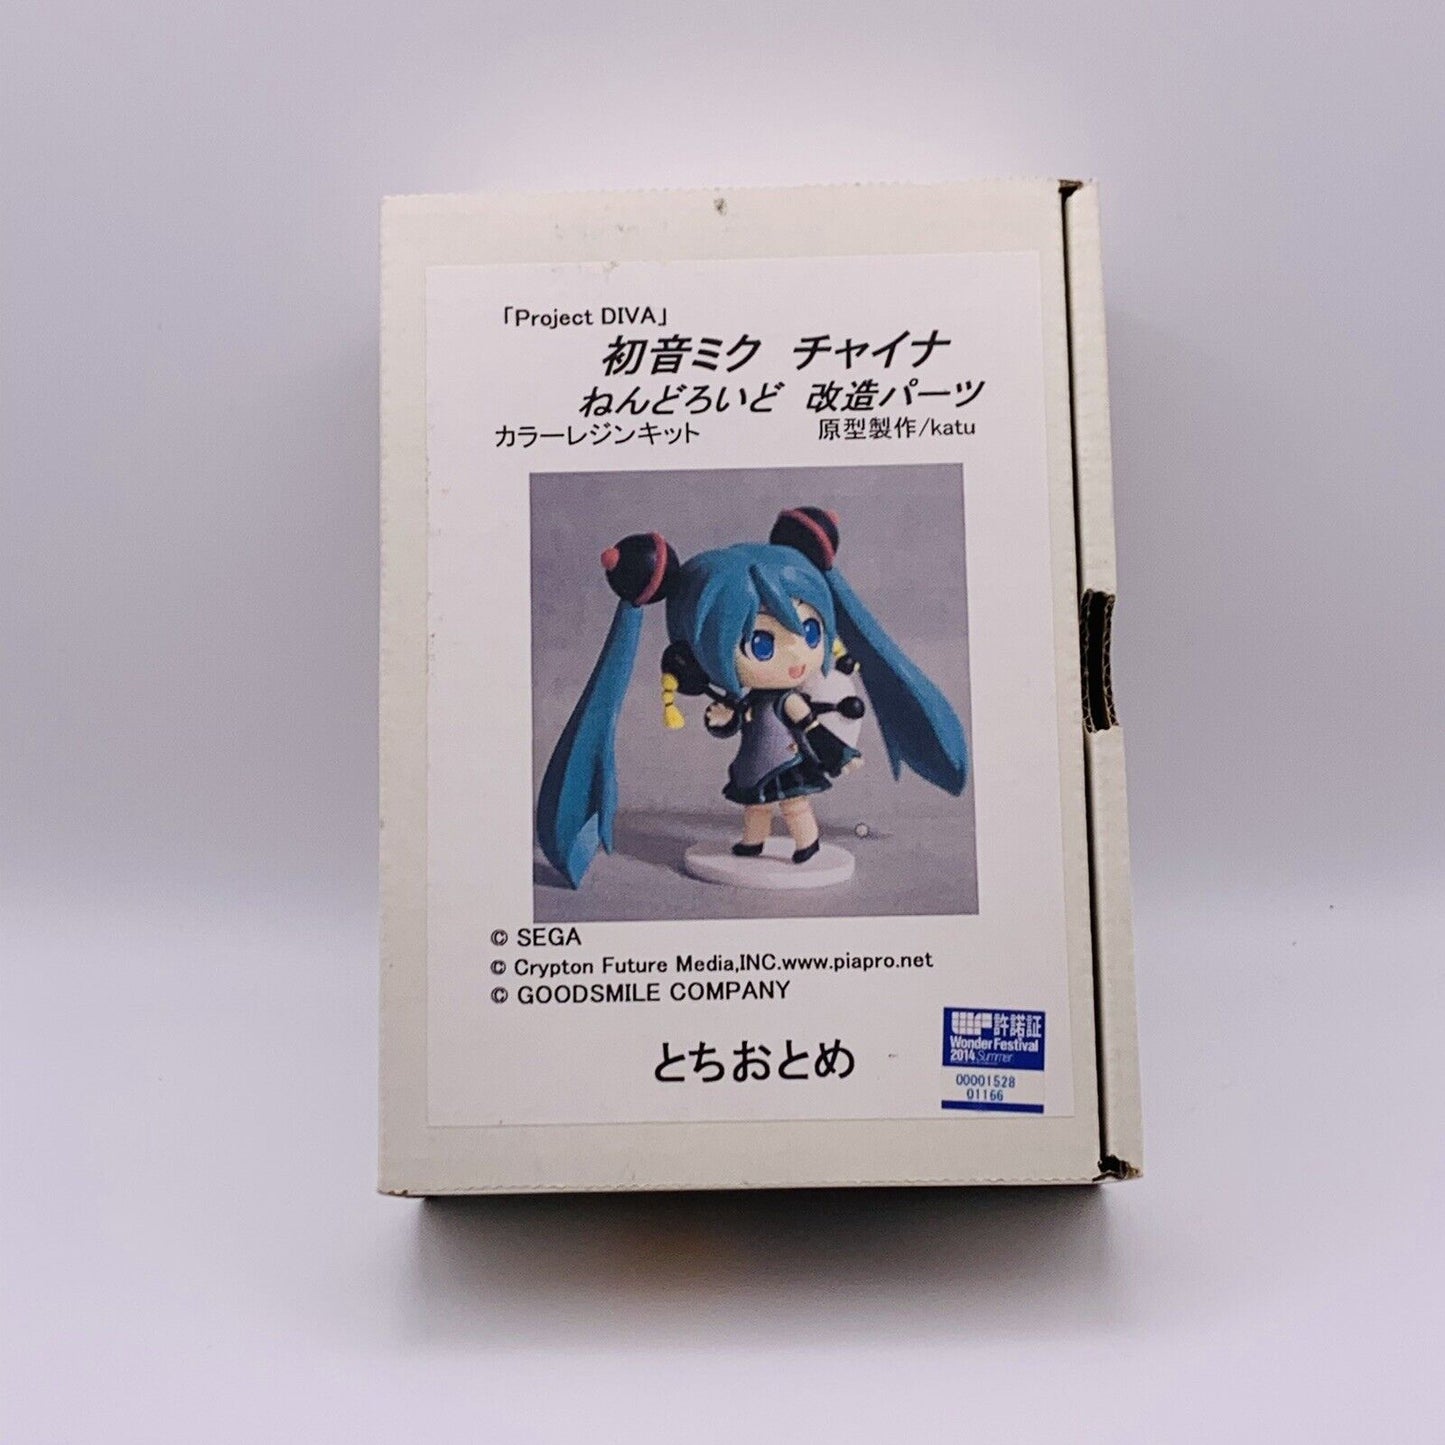 「Project DIVA」
初音ミク チャイナ
ねんどろいど 改造パーツ
カラーレジンキット 原型製作/katu
© SEGA
© Crypton Future Media,INC.www.piapro.net
© GOODSMILE COMPANY
とちおとめ
WF許諾証
Wonder Festival
2014 Summer
00001528
01166